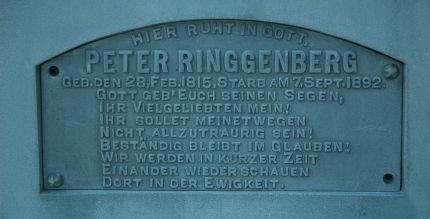 HIER RUHT IN GOTT.
PETER RINGGENBERG
GEB. DEN 28. FEB. 1815, STARB AM 7. SEPT. 1892.
GOTT GEB' EUCH SEINEN SEGEN,
IHR VIELGELIEBTEN MEIN!
IHR SOLLET MEINETWEGEN
NICHT ALLZUTRAURIG SEIN!
BESTÄNDIG BLEIBT IM GLAUBEN!
WIR WERDEN IN KURZER ZEIT
EINANDER WIEDERSCHAUEN
DORT IN DER EWIGKEIT.